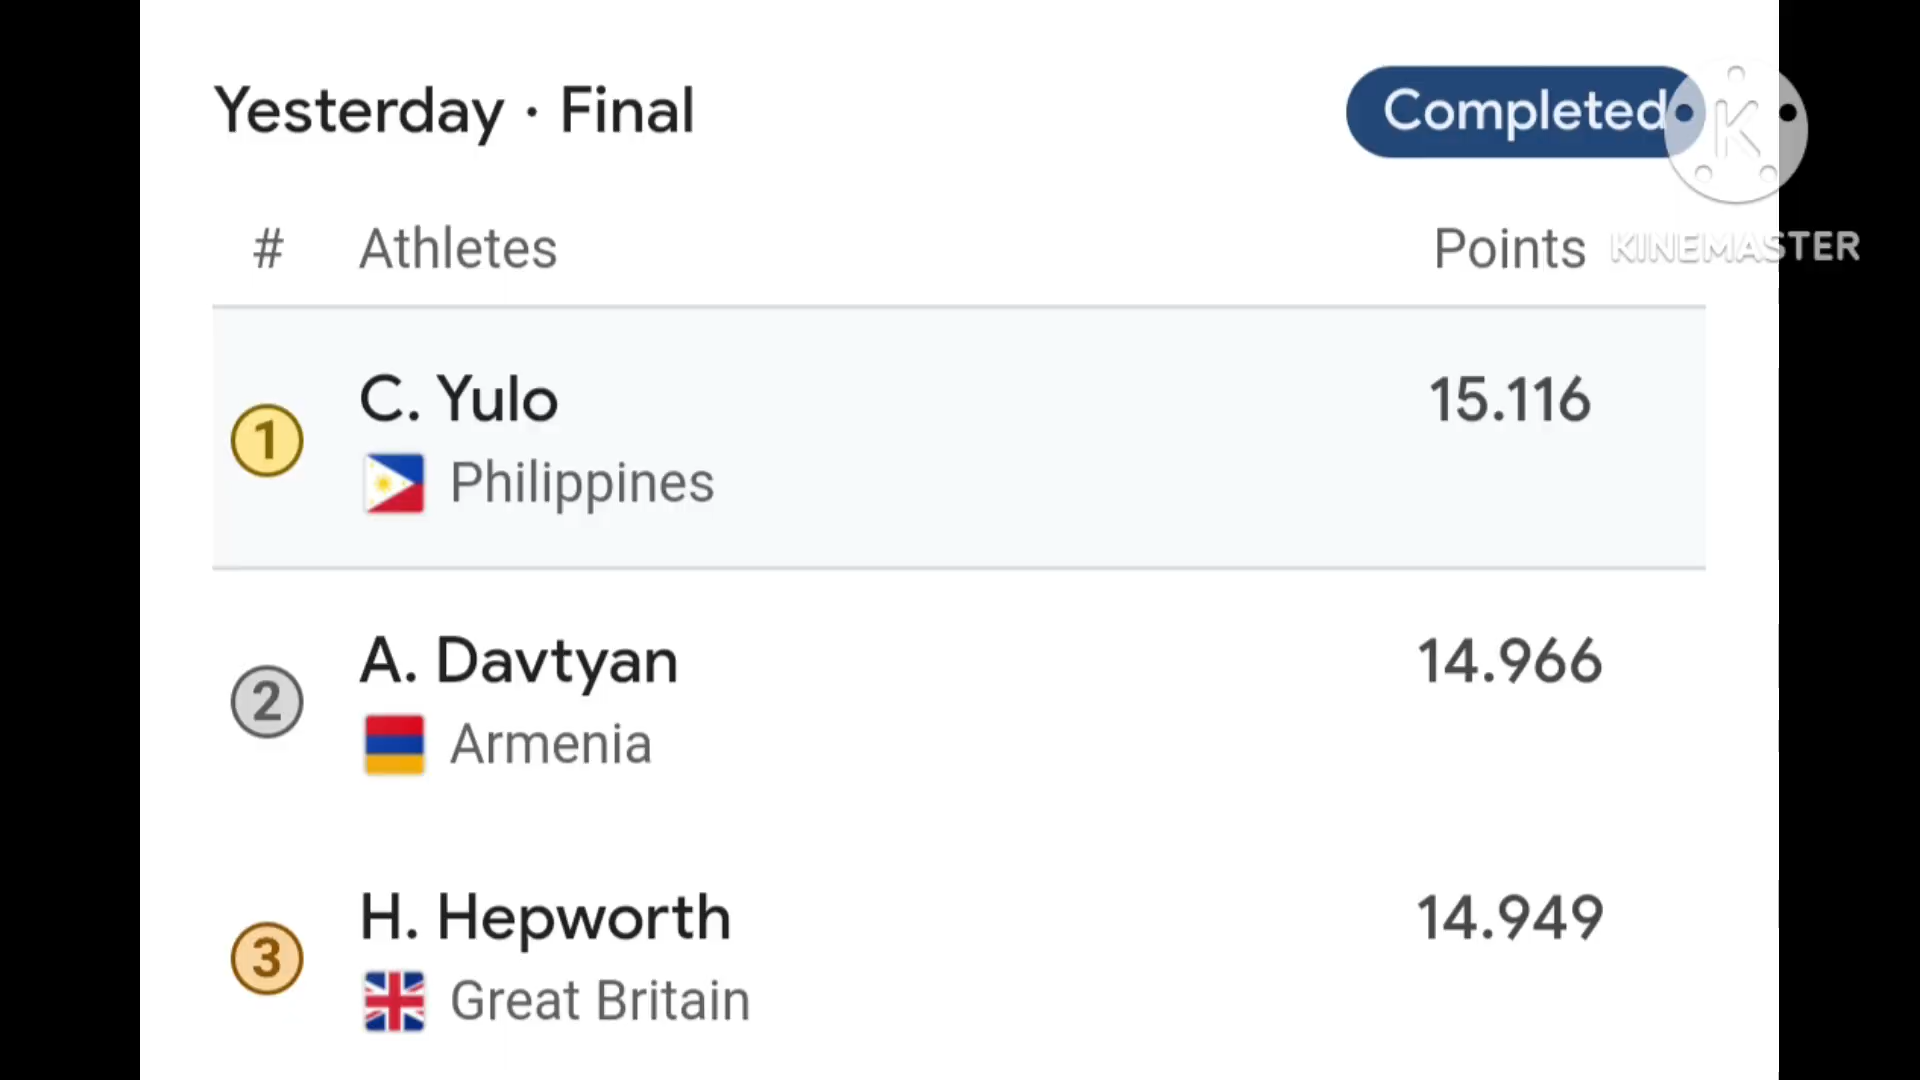 Yesterday · Final
Completed
K
# Athletes Points
KINEMASTER
1 C. Yulo 15.116
Philippines
2 A. Davtyan 14.966
Armenia
3 H. Hepworth 14.949
Great Britain